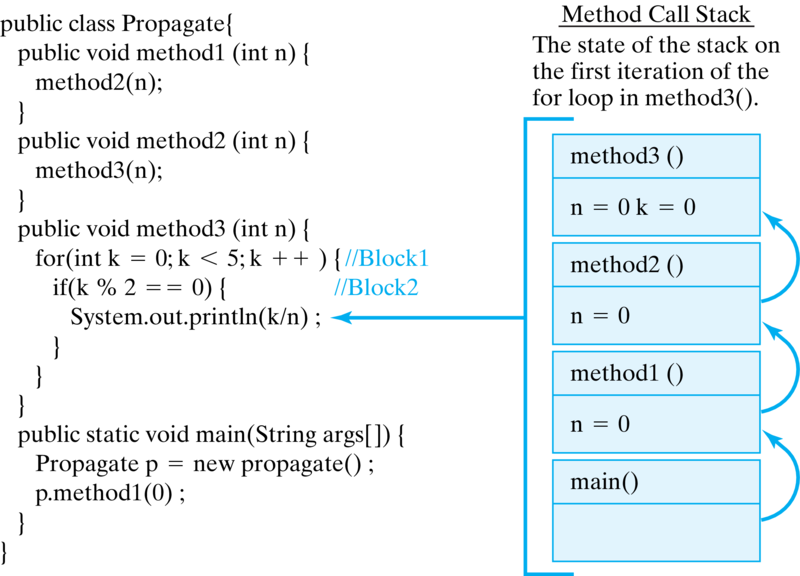 public class Propagate{
public void method1 (int n) {
method2(n);
}
public void method2 (int n) {
method3(n);
}
public void method3 (int n) {
for(int k = 0; k < 5; k ++ ) { //Block1
if(k % 2 == 0) { //Block2
System.out.println(k/n) ;
}
}
}
public static void main(String args[]) {
Propagate p = new propagate() ;
p.method1(0) ;
}
}
Method Call Stack
The state of the stack on
the first iteration of the
for loop in method3().
method3 ()
n = 0 k = 0
method2 ()
n = 0
method1 ()
n = 0
main()